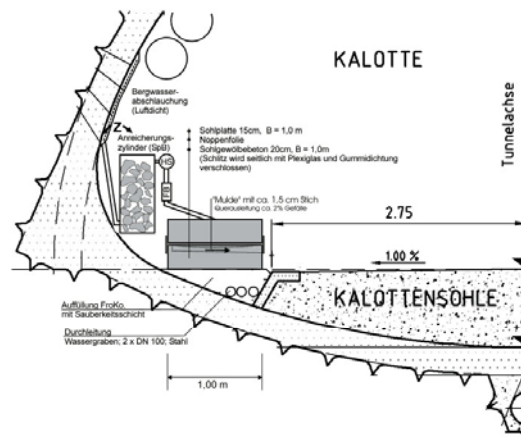 KALOTTE
Bergwasser-
abschlauchung
(Luftdicht)
Z
Anreicherungs-
zylinder (SpB)
HS
Sohlplatte 15cm, B = 1,0 m
Noppenfolie
Sohlgewölbebeton 20cm, B = 1,0m
(Schlitz wird seitlich mit Plexiglas und Gummidichtung
verschlossen)
Tunnelachse
"Mulde" mit ca. 1,5 cm Stich
Querausleitung ca. 2% Gefälle
2.75
1.00 %
KALOTTENSOHLE
Auffüllung FroKo.
mit Sauberkeitsschicht
Durchleitung
Wassergraben; 2 x DN 100; Stahl
1,00 m